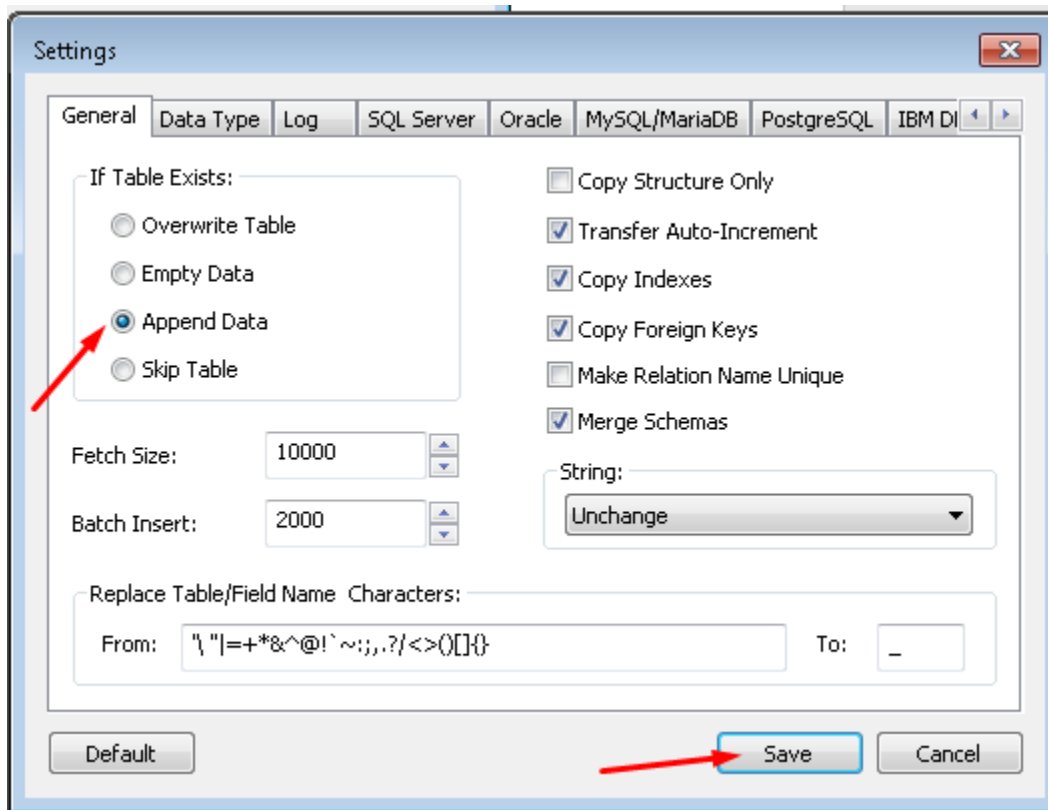 Settings
General Data Type Log SQL Server Oracle MySQL/MariaDB PostgreSQL IBM DI
If Table Exists:
Overwrite Table
Empty Data
Append Data
Skip Table
Copy Structure Only
Transfer Auto-Increment
Copy Indexes
Copy Foreign Keys
Make Relation Name Unique
Merge Schemas
Fetch Size: 10000
Batch Insert: 2000
String:
Unchange
Replace Table/Field Name Characters:
From: "\ "|=+*&^@!`~:;,.?/<>()[]{} To: _
Default Save Cancel